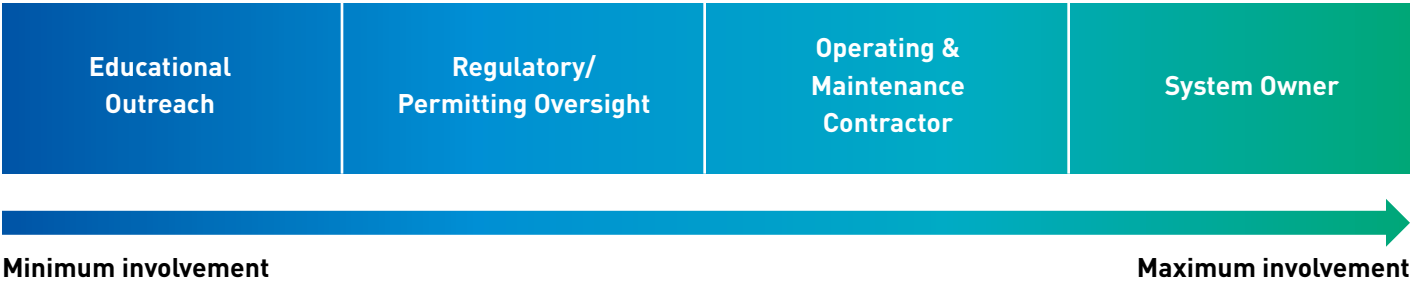 Educational
Outreach
Regulatory/
Permitting Oversight
Operating &
Maintenance
Contractor
System Owner
Minimum involvement
Maximum involvement